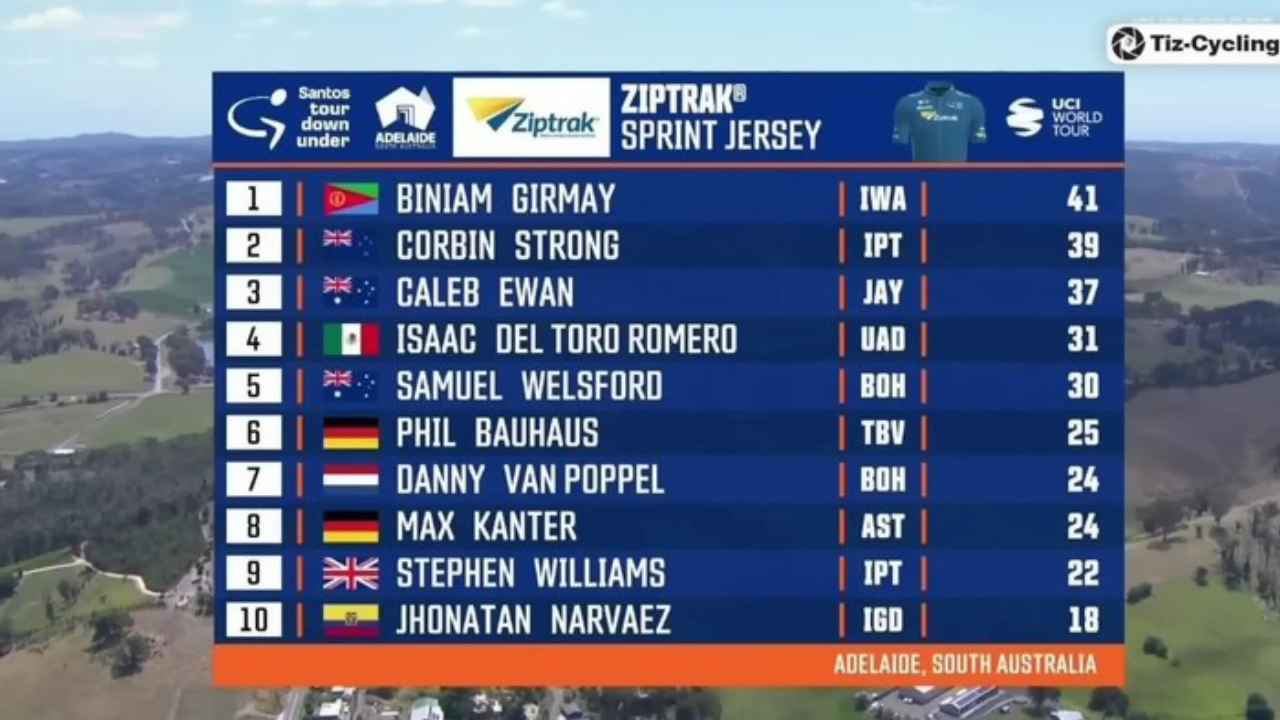 Tiz-Cycling
Santos
tour
down
under
ADELAIDE
SOUTH AUSTRALIA
Ziptrak
ZIPTRAK®
SPRINT JERSEY
Ziptrak
UCI
WORLD
TOUR
1 BINIAM GIRMAY IWA 41
2 CORBIN STRONG IPT 39
3 CALEB EWAN JAY 37
4 ISAAC DEL TORO ROMERO UAD 31
5 SAMUEL WELSFORD BOH 30
6 PHIL BAUHAUS TBV 25
7 DANNY VAN POPPEL BOH 24
8 MAX KANTER AST 24
9 STEPHEN WILLIAMS IPT 22
10 JHONATAN NARVAEZ IGD 18
ADELAIDE, SOUTH AUSTRALIA